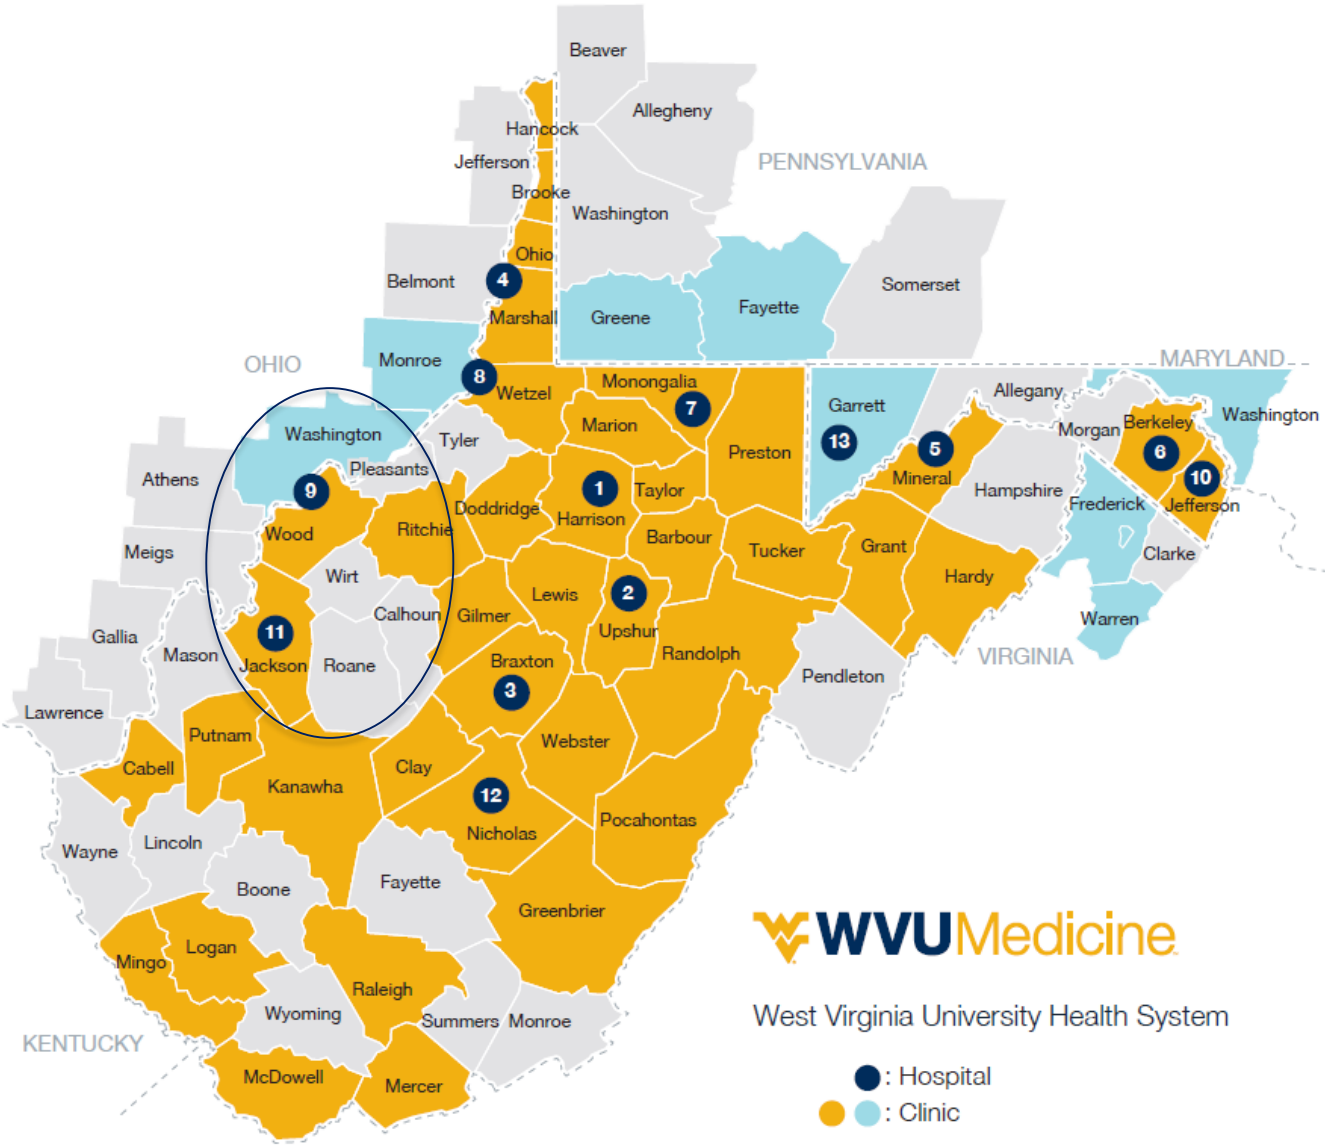 Beaver
Allegheny
Hancock
PENNSYLVANIA
Jefferson
Brooke
Washington
Ohio
Belmont
4
Somerset
Fayette
Marshall
Greene
OHIO
Monroe
MARYLAND
8
Wetzel
Monongalia
7
Allegany
Garrett
Washington
Marion
Morgan
Berkeley
Washington
Tyler
13
5
6
Preston
Pleasants
Athens
Mineral
10
9
1
Taylor
Hampshire
Frederick
Jefferson
Doddridge
Harrison
Wood
Ritchie
Barbour
Meigs
Tucker
Grant
Clarke
Wirt
Hardy
Lewis
2
Calhoun
Gilmer
Warren
11
Upshur
Gallia
Mason
Jackson
Roane
Braxton
Randolph
VIRGINIA
3
Pendleton
Lawrence
Putnam
Webster
Cabell
Clay
Kanawha
12
Pocahontas
Nicholas
Lincoln
Wayne
Boone
Fayette
Greenbrier
WVUMedicine
Logan
Mingo
Raleigh
Wyoming
Summers
Monroe
West Virginia University Health System
KENTUCKY
McDowell
Mercer
: Hospital
: Clinic